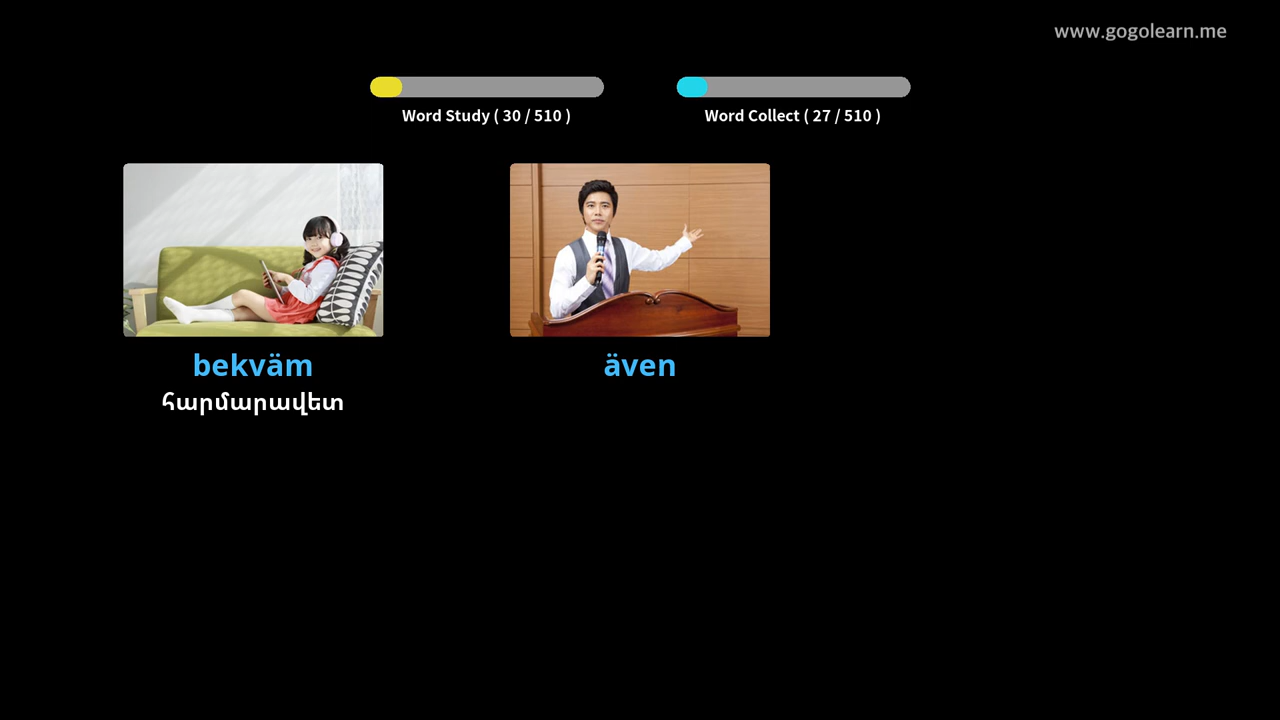 www.gogolearn.me
Word Study ( 30 / 510 )
Word Collect ( 27 / 510 )
bekväm
även
հարմարավետ